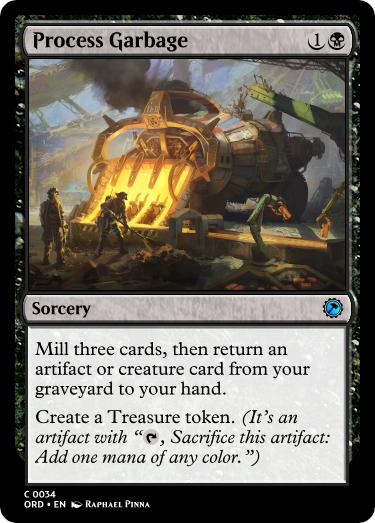 Process Garbage 1
Sorcery
Mill three cards, then return an
artifact or creature card from your
graveyard to your hand.
Create a Treasure token. (It's an
artifact with “, Sacrifice this artifact:
Add one mana of any color.”)
C 0034
ORD • EN Raphael Pinna